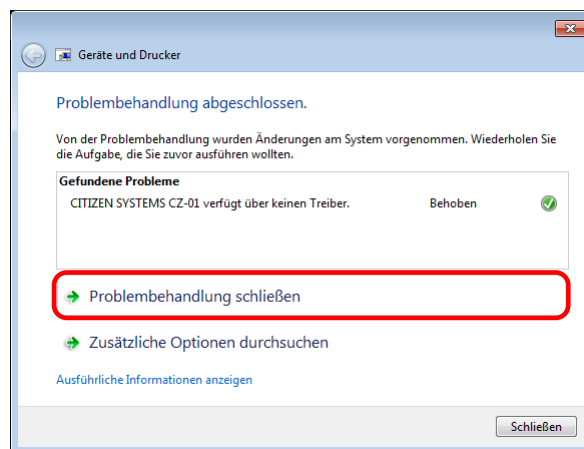 Geräte und Drucker
Problembehandlung abgeschlossen.
Von der Problembehandlung wurden Änderungen am System vorgenommen. Wiederholen Sie
die Aufgabe, die Sie zuvor ausführen wollten.
Gefundene Probleme
CITIZEN SYSTEMS CZ-01 verfügt über keinen Treiber. Behoben
Problembehandlung schließen
Zusätzliche Optionen durchsuchen
Ausführliche Informationen anzeigen
Schließen